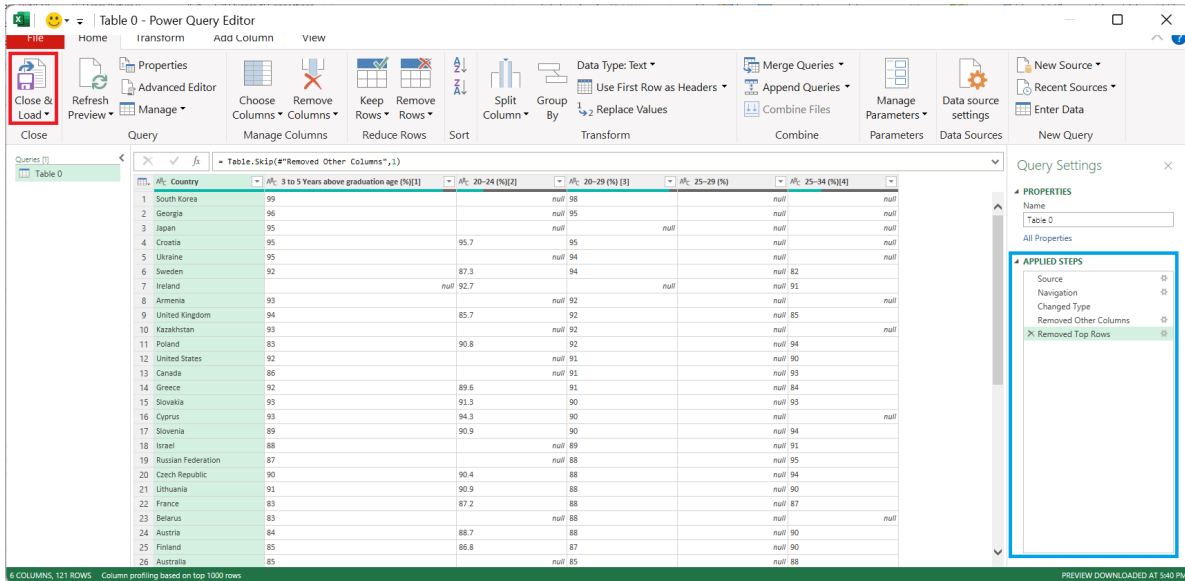 Table 0 - Power Query Editor
File Home Transform Add Column View
Close & Load
Refresh Preview
Properties
Advanced Editor
Manage
Choose Columns
Remove Columns
Keep Rows
Remove Rows
Split Column
Group By
Data Type: Text
Use First Row as Headers
Replace Values
Merge Queries
Append Queries
Combine Files
Manage Parameters
Data source settings
New Source
Recent Sources
Enter Data
Close Query Manage Columns Reduce Rows Sort Transform Combine Parameters Data Sources New Query
Queries [1]
Table 0
fx = Table.Skip(#"Removed Other Columns",1)
ABC Country ABC 3 to 5 Years above graduation age (%)[1] ABC 20–24 (%)[2] ABC 20–29 (%) [3] ABC 25–29 (%) ABC 25–34 (%)[4]
1 South Korea 99 null 98 null null
2 Georgia 96 null 95 null null
3 Japan 95 null null null null
4 Croatia 95 95.7 95 null null
5 Ukraine 95 null 94 null null
6 Sweden 92 87.3 94 null 82
7 Ireland null 92.7 null null 91
8 Armenia 93 null 92 null null
9 United Kingdom 94 85.7 92 null 85
10 Kazakhstan 93 null 92 null null
11 Poland 83 90.8 92 null 94
12 United States 92 null 91 null 90
13 Canada 86 null 91 null 93
14 Greece 92 89.6 91 null 84
15 Slovakia 93 91.3 90 null 93
16 Cyprus 93 94.3 90 null null
17 Slovenia 89 90.9 90 null 94
18 Israel 88 null 89 null 91
19 Russian Federation 87 null 88 null 95
20 Czech Republic 90 90.4 88 null 94
21 Lithuania 91 90.9 88 null 90
22 France 83 87.2 88 null 87
23 Belarus 83 null 88 null null
24 Austria 84 88.7 88 null 90
25 Finland 85 86.8 87 null 90
26 Australia 85 null 85 null 88
Query Settings
PROPERTIES
Name
Table 0
All Properties
APPLIED STEPS
Source
Navigation
Changed Type
Removed Other Columns
Removed Top Rows
6 COLUMNS, 121 ROWS Column profiling based on top 1000 rows
PREVIEW DOWNLOADED AT 5:40 PM